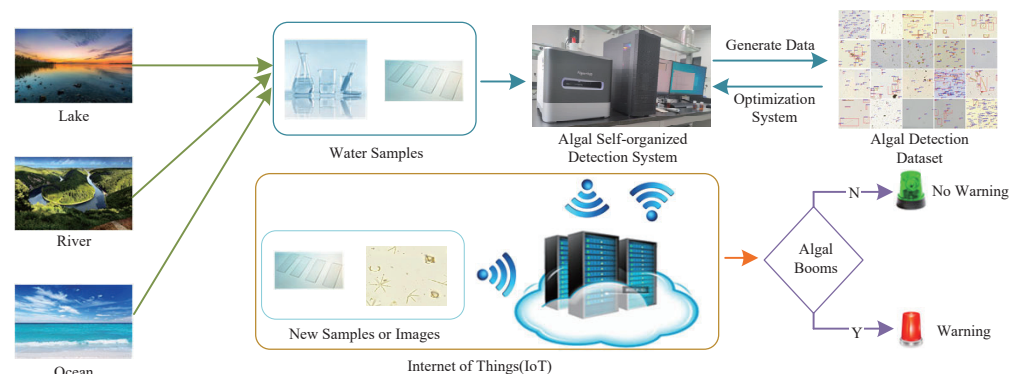 Lake
River
Ocean
Water Samples
Algal Self-organized
Detection System
Generate Data
Optimization
System
Algal Detection
Dataset
New Samples or Images
Internet of Things(IoT)
Algal
Booms
N
No Warning
Y
Warning